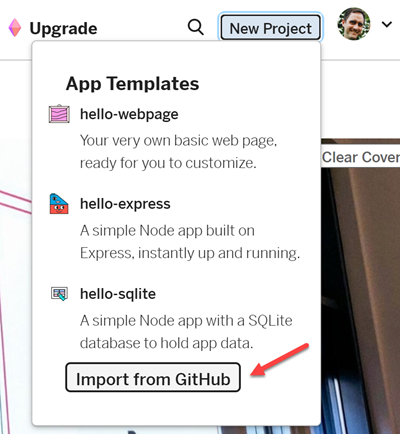 Upgrade
New Project
App Templates
hello-webpage
Your very own basic web page,
ready for you to customize.
Clear Cover
hello-express
A simple Node app built on
Express, instantly up and running.
hello-sqlite
A simple Node app with a SQLite
database to hold app data.
Import from GitHub